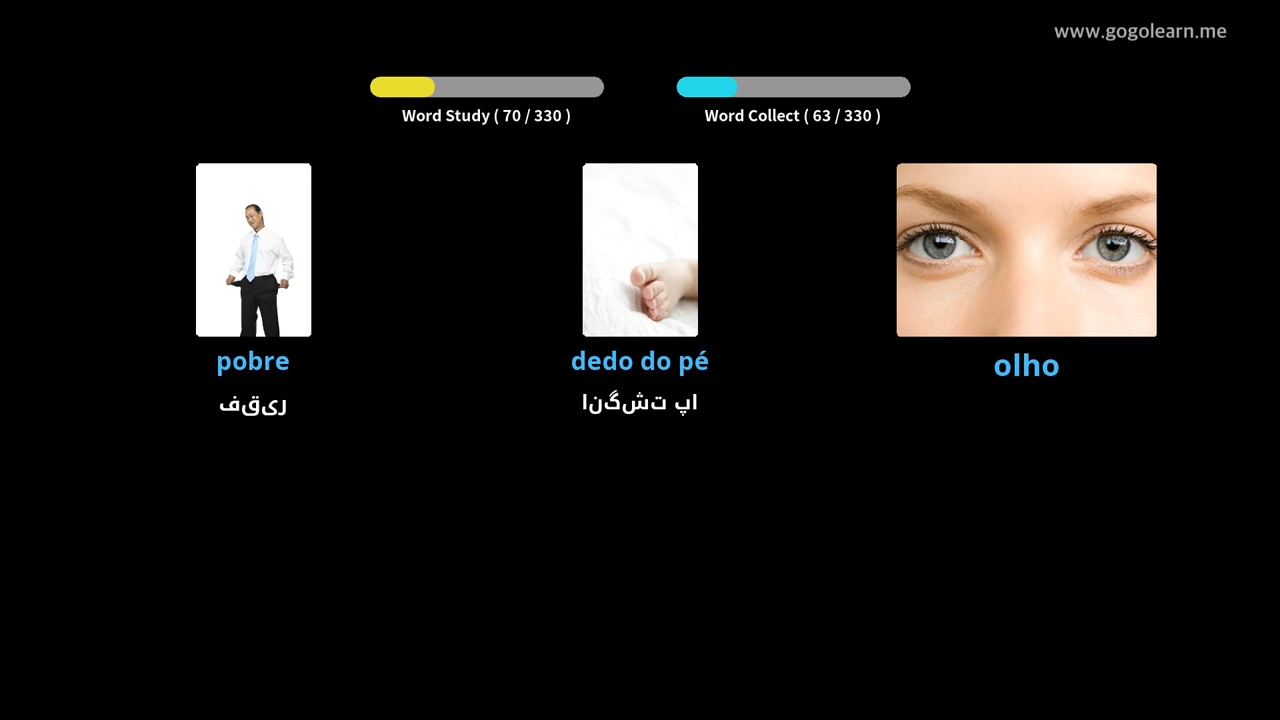 www.gogolearn.me
Word Study ( 70 / 330 )
Word Collect ( 63 / 330 )
pobre
dedo do pé
olho
فقیر
انگشت پا